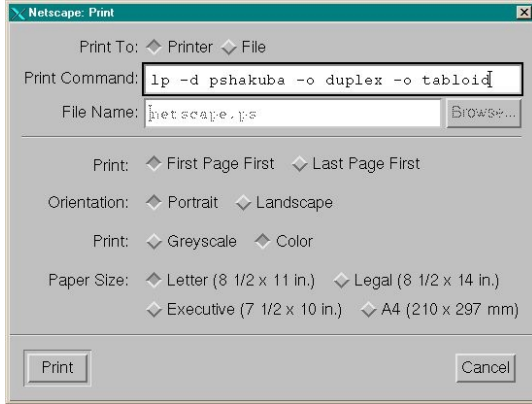 Netscape: Print
Print To: Printer File
Print Command: lp -d pshakuba -o duplex -o tabloid
File Name: netscape.ps Browse...
Print: First Page First Last Page First
Orientation: Portrait Landscape
Print: Greyscale Color
Paper Size: Letter (8 1/2 x 11 in.) Legal (8 1/2 x 14 in.)
Executive (7 1/2 x 10 in.) A4 (210 x 297 mm)
Print Cancel